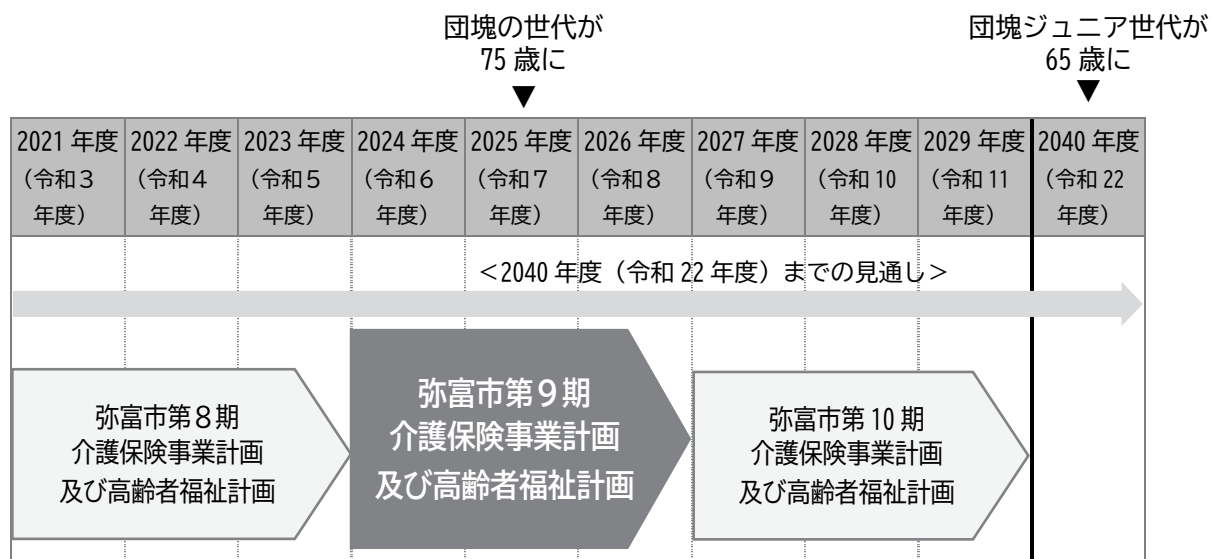 団塊の世代が
75 歳に
▼
団塊ジュニア世代が
65 歳に
▼
2021 年度
（令和３
年度）
2022 年度
（令和４
年度）
2023 年度
（令和５
年度）
2024 年度
（令和６
年度）
2025 年度
（令和７
年度）
2026 年度
（令和８
年度）
2027 年度
（令和９
年度）
2028 年度
（令和 10
年度）
2029 年度
（令和 11
年度）
2040 年度
（令和 22
年度）
＜2040 年度（令和 22 年度）までの見通し＞
弥富市第８期
介護保険事業計画
及び高齢者福祉計画
弥富市第９期
介護保険事業計画
及び高齢者福祉計画
弥富市第 10 期
介護保険事業計画
及び高齢者福祉計画